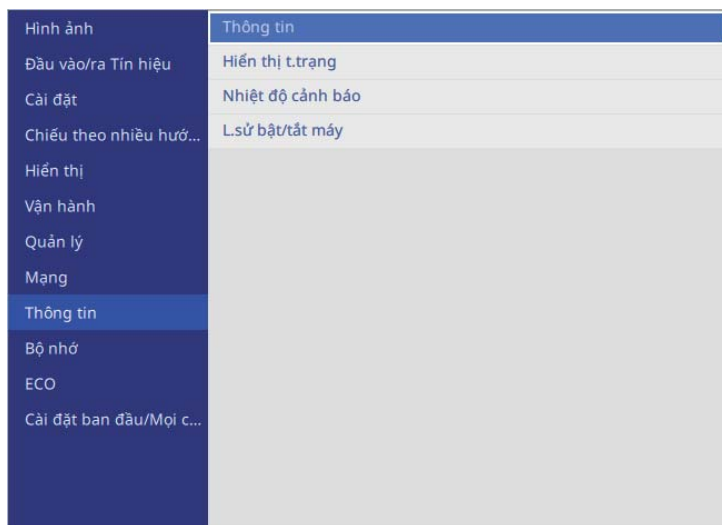 Hình ảnh
Đầu vào/ra Tín hiệu
Cài đặt
Chiếu theo nhiều hướ...
Hiển thị
Vận hành
Quản lý
Mạng
Thông tin
Bộ nhớ
ECO
Cài đặt ban đầu/Mọi c...
Thông tin
Hiển thị t.trạng
Nhiệt độ cảnh báo
L.sử bật/tắt máy